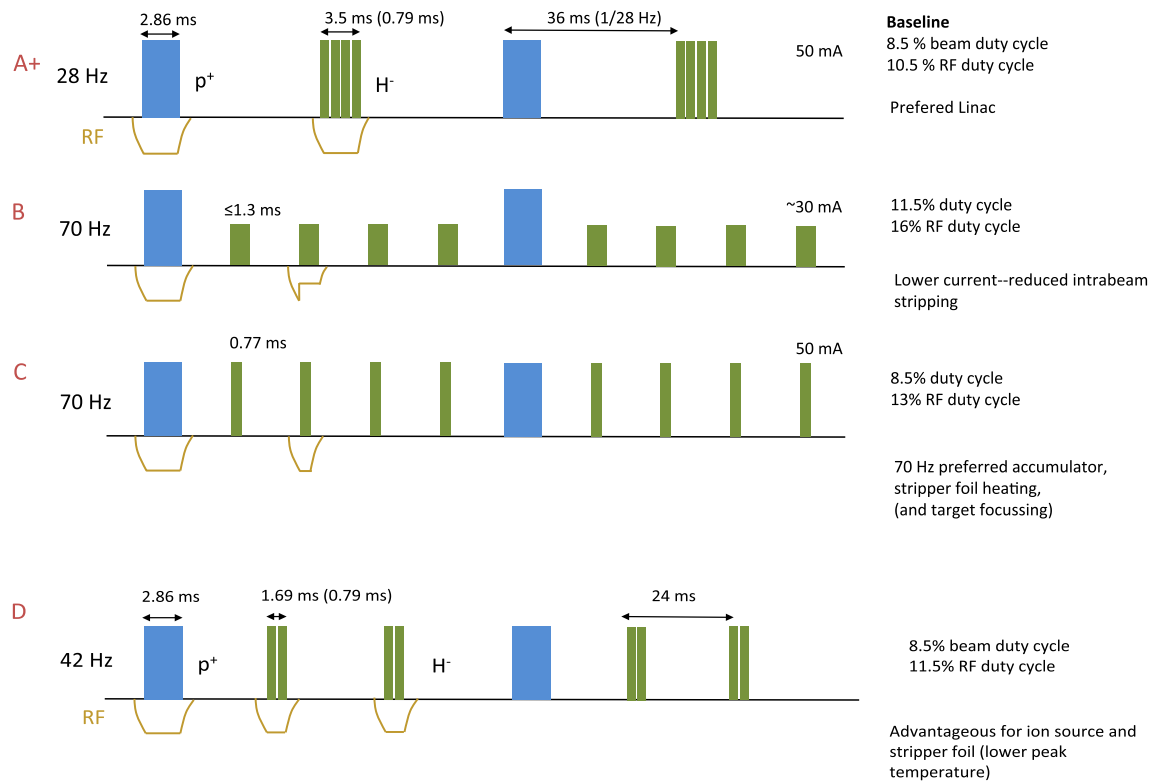 A+
28 Hz
2.86 ms
p+
3.5 ms (0.79 ms)
H-
36 ms (1/28 Hz)
50 mA
RF
Baseline
8.5 % beam duty cycle
10.5 % RF duty cycle
Prefered Linac
B
70 Hz
≤1.3 ms
~30 mA
11.5% duty cycle
16% RF duty cycle
Lower current--reduced intrabeam
stripping
C
70 Hz
0.77 ms
50 mA
8.5% duty cycle
13% RF duty cycle
70 Hz preferred accumulator,
stripper foil heating,
(and target focussing)
D
42 Hz
2.86 ms
p+
1.69 ms (0.79 ms)
H-
24 ms
RF
8.5% beam duty cycle
11.5% RF duty cycle
Advantageous for ion source and
stripper foil (lower peak
temperature)